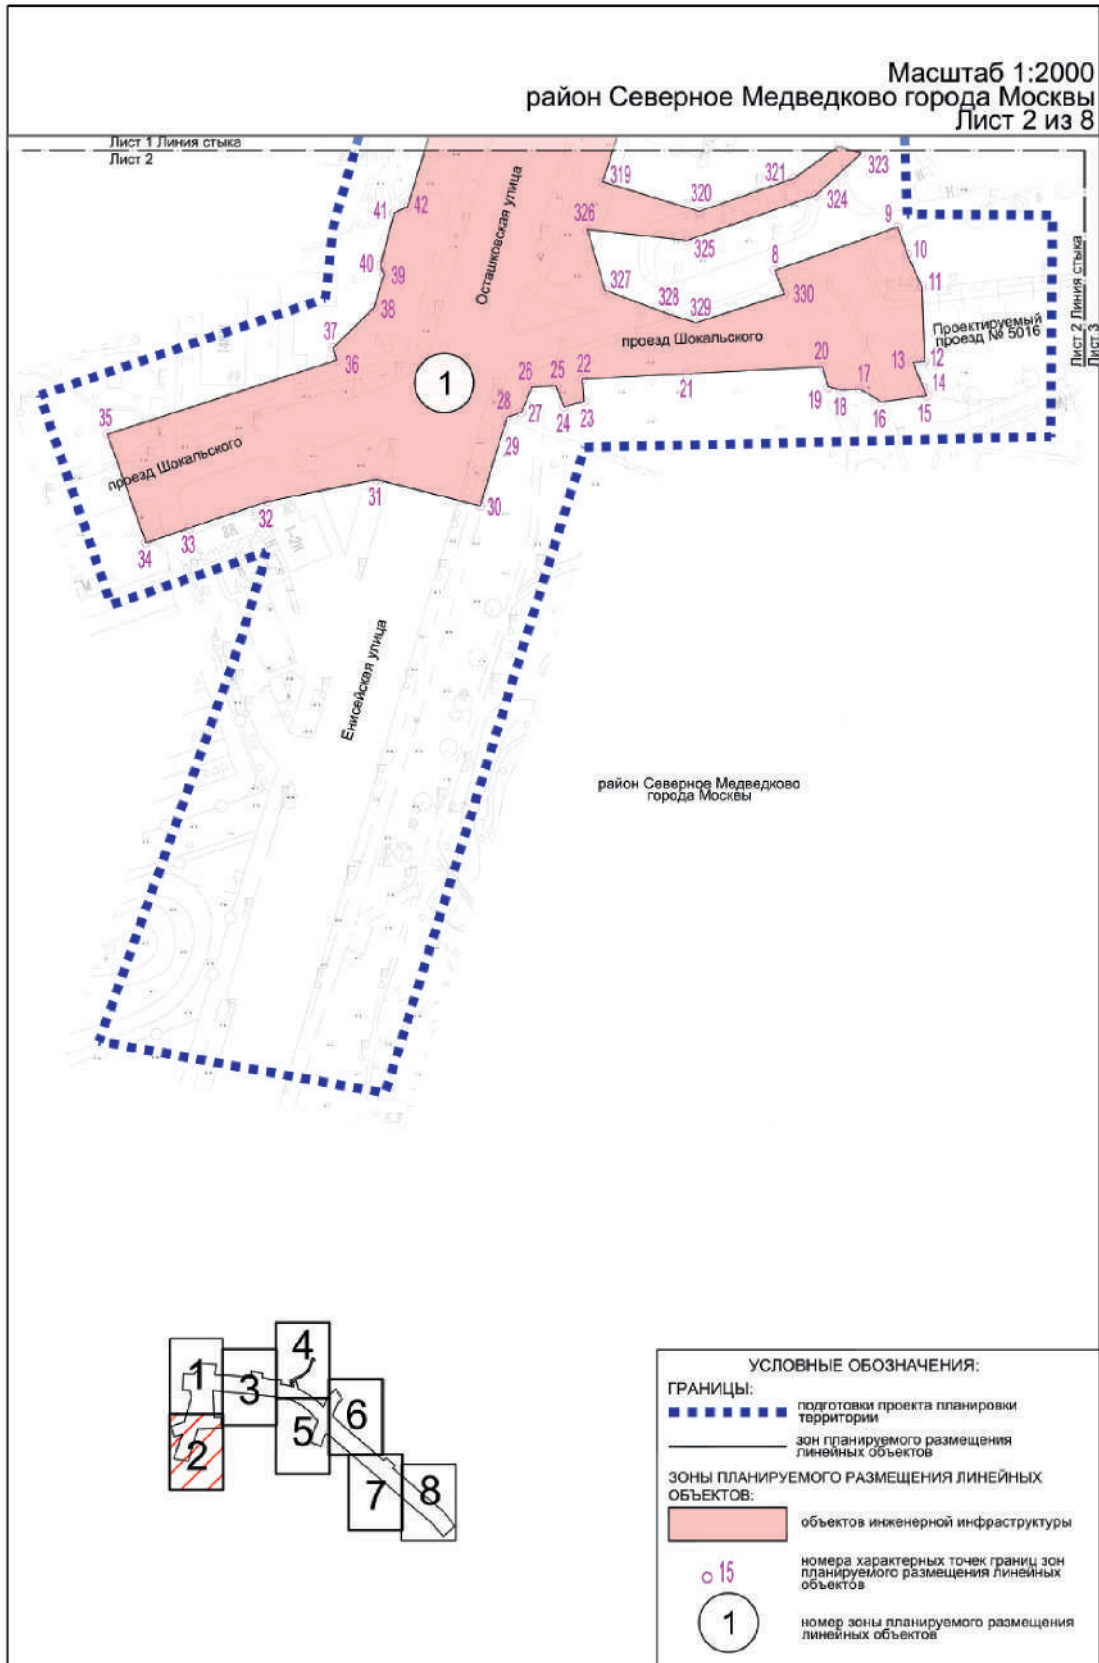 Масштаб 1:2000
район Северное Медведково города Москвы
Лист 2 из 8
Лист 1 Линия стыка
Лист 2
41
42
40
39
38
37
36
35
34
33
32
31
30
29
28
27
26
25
24
23
22
21
20
19
18
17
16
15
14
13
12
11
10
9
8
319
320
321
323
324
325
326
327
328
329
330
Осташковская улица
проезд Шокальского
Проектируемый
проезд № 5016
Лист 2 Линия стыка
Лист 3
1
проезд Шокальского
Енисейская улица
район Северное Медведково
города Москвы
1
2
3
4
5
6
7
8
УСЛОВНЫЕ ОБОЗНАЧЕНИЯ:
ГРАНИЦЫ:
подготовки проекта планировки
территории
зон планируемого размещения
линейных объектов
ЗОНЫ ПЛАНИРУЕМОГО РАЗМЕЩЕНИЯ ЛИНЕЙНЫХ
ОБЪЕКТОВ:
объектов инженерной инфраструктуры
15
номера характерных точек границ зон
планируемого размещения линейных
объектов
1
номер зоны планируемого размещения
линейных объектов